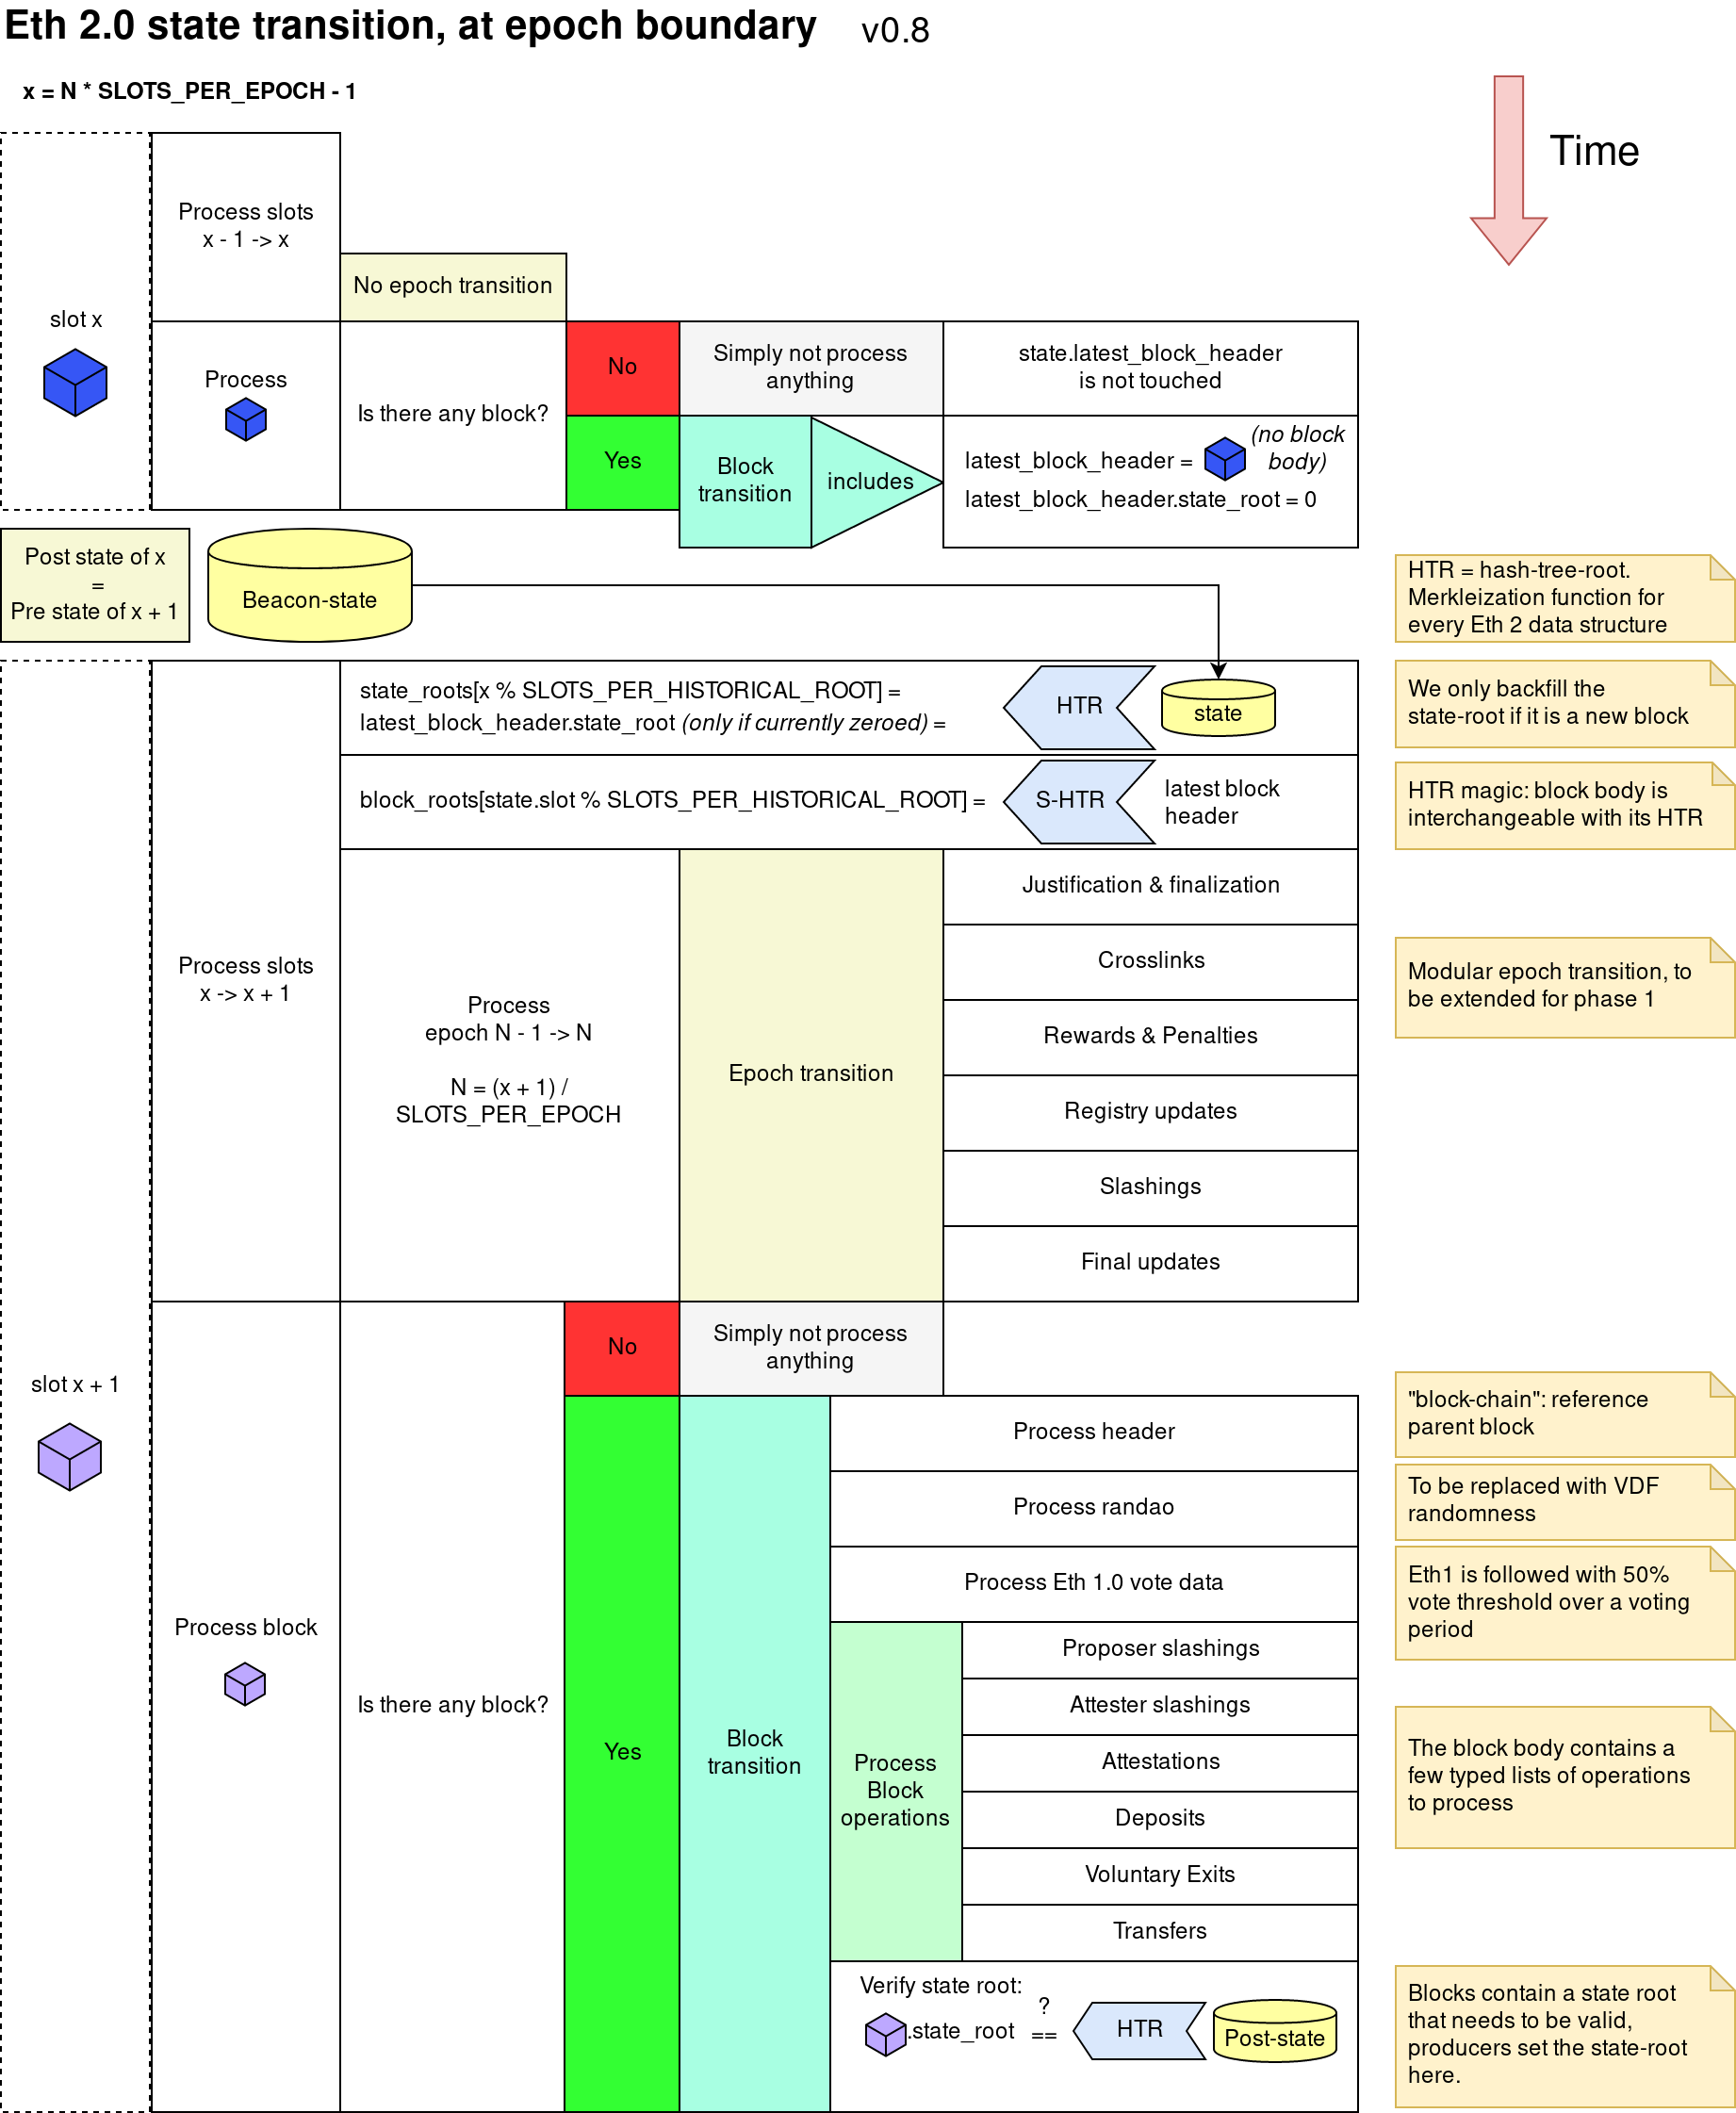 Eth 2.0 state transition, at epoch boundary v0.8
x = N * SLOTS_PER_EPOCH - 1
Time
Process slots
x - 1 -> x
No epoch transition
slot x
Process
Is there any block?
No
Simply not process
anything
state.latest_block_header
is not touched
Yes
Block
transition
includes
latest_block_header =
(no block
body)
latest_block_header.state_root = 0
Post state of x
=
Pre state of x + 1
Beacon-state
HTR = hash-tree-root.
Merkleization function for
every Eth 2 data structure
state_roots[x % SLOTS_PER_HISTORICAL_ROOT] =
latest_block_header.state_root (only if currently zeroed) =
HTR
state
We only backfill the
state-root if it is a new block
block_roots[state.slot % SLOTS_PER_HISTORICAL_ROOT] =
S-HTR
latest block
header
HTR magic: block body is
interchangeable with its HTR
Process slots
x -> x + 1
Process
epoch N - 1 -> N
N = (x + 1) /
SLOTS_PER_EPOCH
Epoch transition
Justification & finalization
Crosslinks
Rewards & Penalties
Registry updates
Slashings
Final updates
Modular epoch transition, to
be extended for phase 1
slot x + 1
Process block
Is there any block?
No
Simply not process
anything
Yes
Block
transition
Process header
Process randao
Process Eth 1.0 vote data
Process
Block
operations
Proposer slashings
Attester slashings
Attestations
Deposits
Voluntary Exits
Transfers
Verify state root:
.state_root
?
==
HTR
Post-state
"block-chain": reference
parent block
To be replaced with VDF
randomness
Eth1 is followed with 50%
vote threshold over a voting
period
The block body contains a
few typed lists of operations
to process
Blocks contain a state root
that needs to be valid,
producers set the state-root
here.